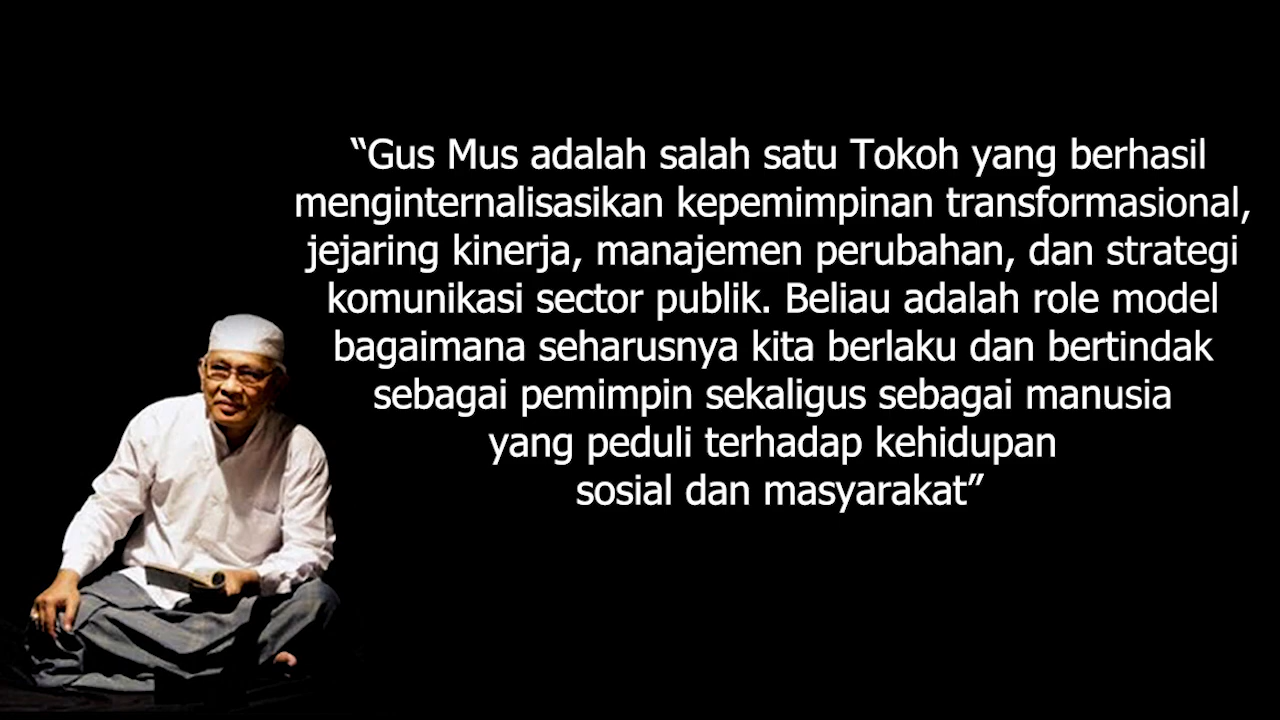 “Gus Mus adalah salah satu Tokoh yang berhasil
menginternalisasikan kepemimpinan transformasional,
jejaring kinerja, manajemen perubahan, dan strategi
komunikasi sector publik. Beliau adalah role model
bagaimana seharusnya kita berlaku dan bertindak
sebagai pemimpin sekaligus sebagai manusia
yang peduli terhadap kehidupan
sosial dan masyarakat”